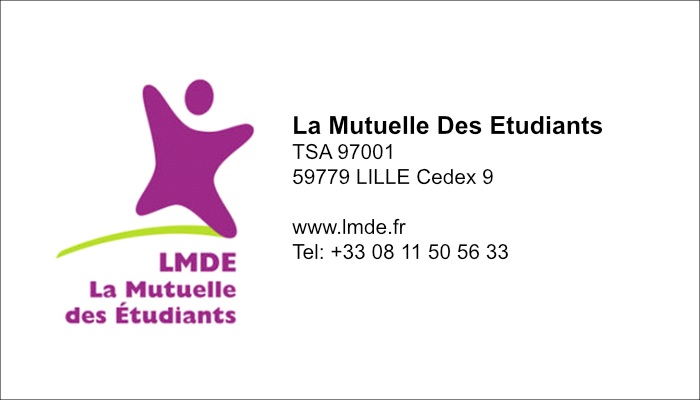 LMDE
La Mutuelle
des Étudiants
La Mutuelle Des Etudiants
TSA 97001
59779 LILLE Cedex 9
www.lmde.fr
Tel: +33 08 11 50 56 33